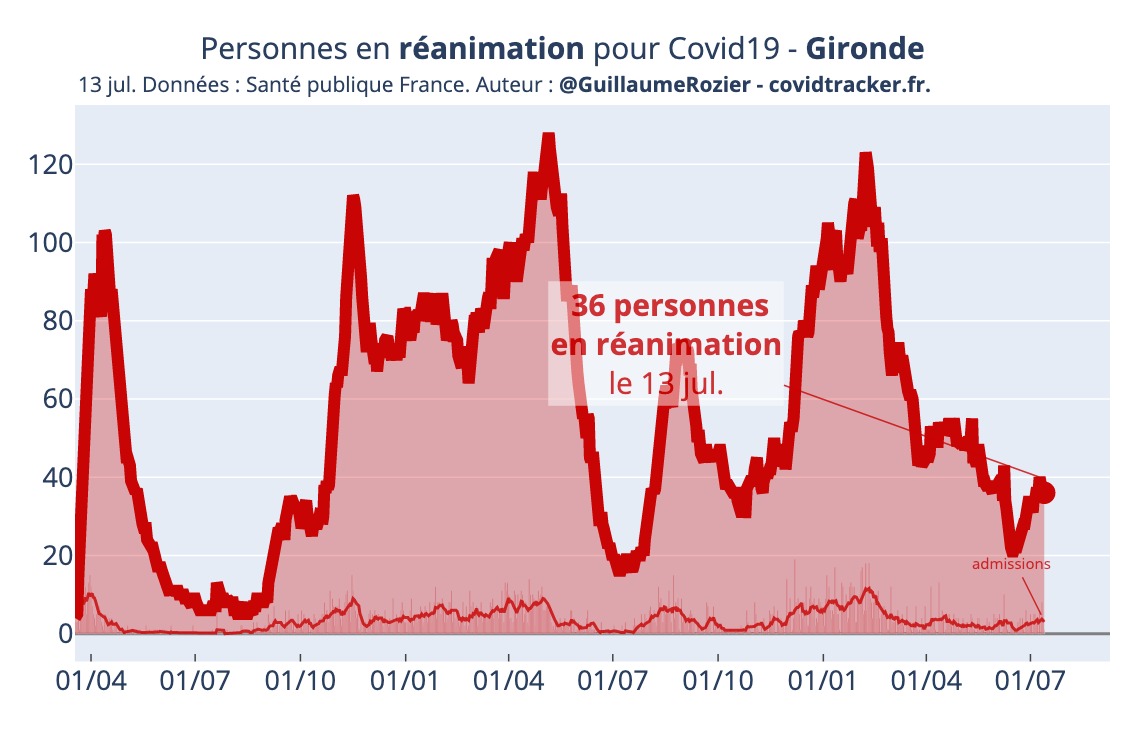 Personnes en réanimation pour Covid19 - Gironde
13 jul. Données : Santé publique France. Auteur : @GuillaumeRozier - covidtracker.fr.
120
100
80
60
40
20
0
36 personnes
en réanimation
le 13 jul.
admissions
01/04 01/07 01/10 01/01 01/04 01/07 01/10 01/01 01/04 01/07